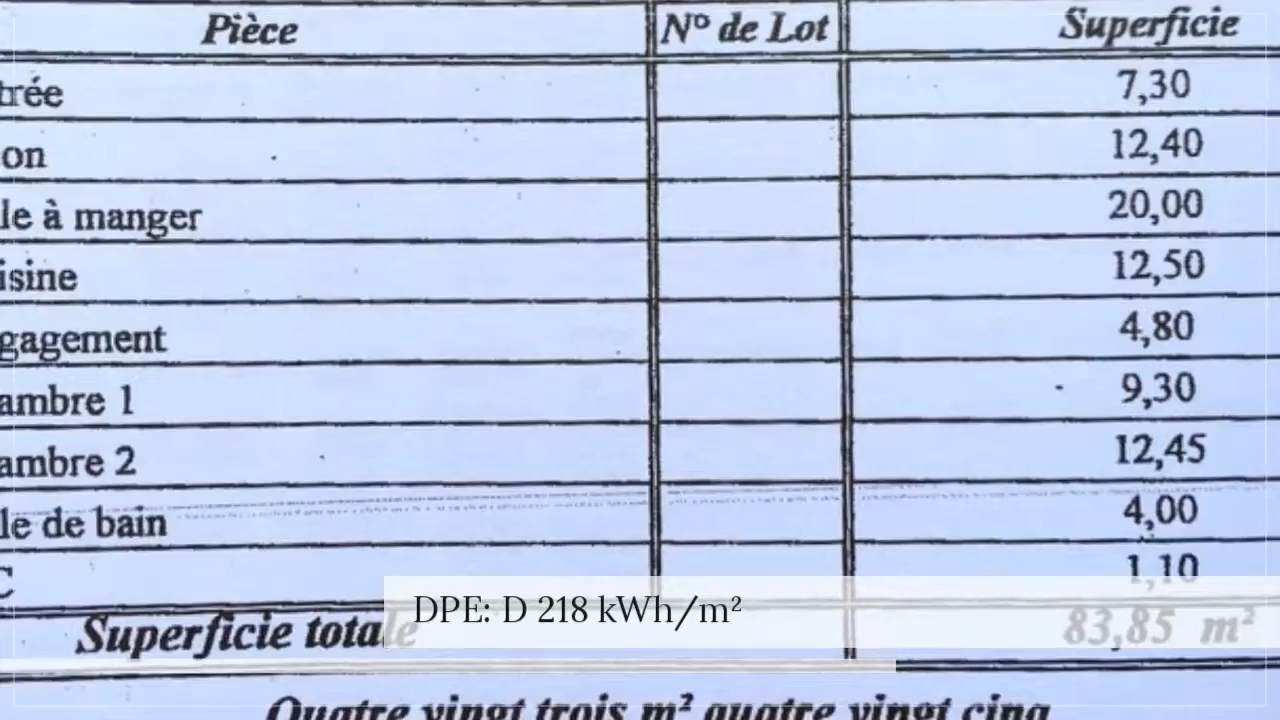 Pièce N° de Lot Superficie
trée 7,30
on 12,40
le à manger 20,00
isine 12,50
gagement 4,80
ambre 1 9,30
ambre 2 12,45
le de bain 4,00
C 1,10
DPE: D 218 kWh/m²
Superficie totale 83,85 m²
Quatre vingt trois m² quatre vingt cinq